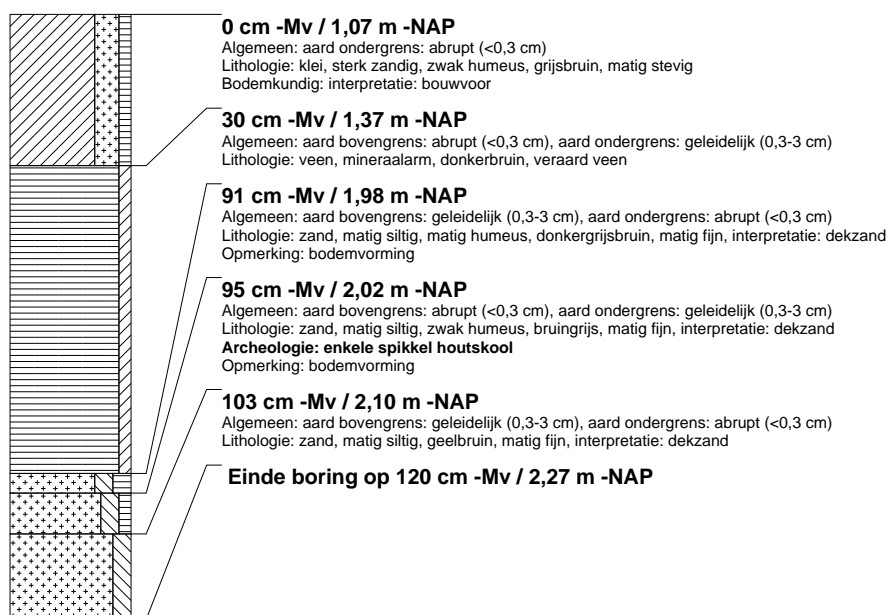 0 cm -Mv / 1,07 m -NAP
Algemeen: aard ondergrens: abrupt (<0,3 cm)
Lithologie: klei, sterk zandig, zwak humeus, grijsbruin, matig stevig
Bodemkundig: interpretatie: bouwvoor
30 cm -Mv / 1,37 m -NAP
Algemeen: aard bovengrens: abrupt (<0,3 cm), aard ondergrens: geleidelijk (0,3-3 cm)
Lithologie: veen, mineraalarm, donkerbruin, veraard veen
91 cm -Mv / 1,98 m -NAP
Algemeen: aard bovengrens: geleidelijk (0,3-3 cm), aard ondergrens: abrupt (<0,3 cm)
Lithologie: zand, matig siltig, matig humeus, donkergrijsbruin, matig fijn, interpretatie: dekzand
Opmerking: bodemvorming
95 cm -Mv / 2,02 m -NAP
Algemeen: aard bovengrens: abrupt (<0,3 cm), aard ondergrens: geleidelijk (0,3-3 cm)
Lithologie: zand, matig siltig, zwak humeus, bruingrijs, matig fijn, interpretatie: dekzand
Archeologie: enkele spikkel houtskool
Opmerking: bodemvorming
103 cm -Mv / 2,10 m -NAP
Algemeen: aard bovengrens: geleidelijk (0,3-3 cm), aard ondergrens: abrupt (<0,3 cm)
Lithologie: zand, matig siltig, geelbruin, matig fijn, interpretatie: dekzand
Einde boring op 120 cm -Mv / 2,27 m -NAP